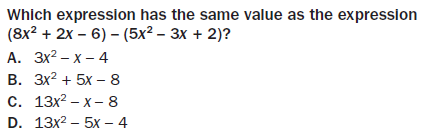 Which expression has the same value as the expression
(8x² + 2x – 6) – (5x² – 3x + 2)?
A. 3x² – x – 4
B. 3x² + 5x – 8
C. 13x² – x – 8
D. 13x² – 5x – 4